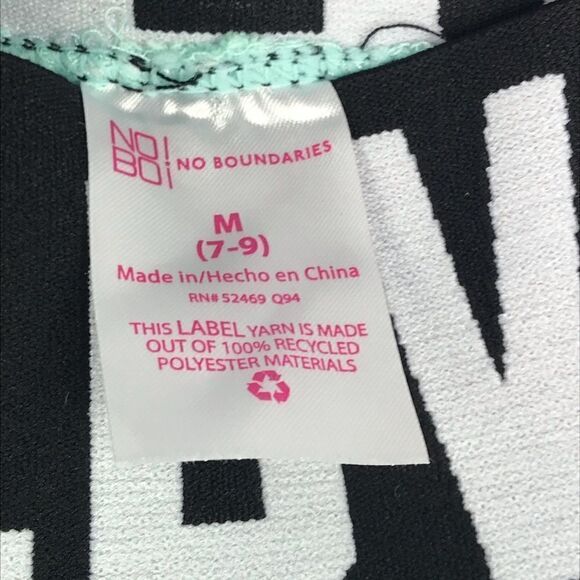 NO
BO
NO BOUNDARIES
M
(7-9)
Made in/Hecho en China
RN# 52469 Q94
THIS LABEL YARN IS MADE
OUT OF 100% RECYCLED
POLYESTER MATERIALS